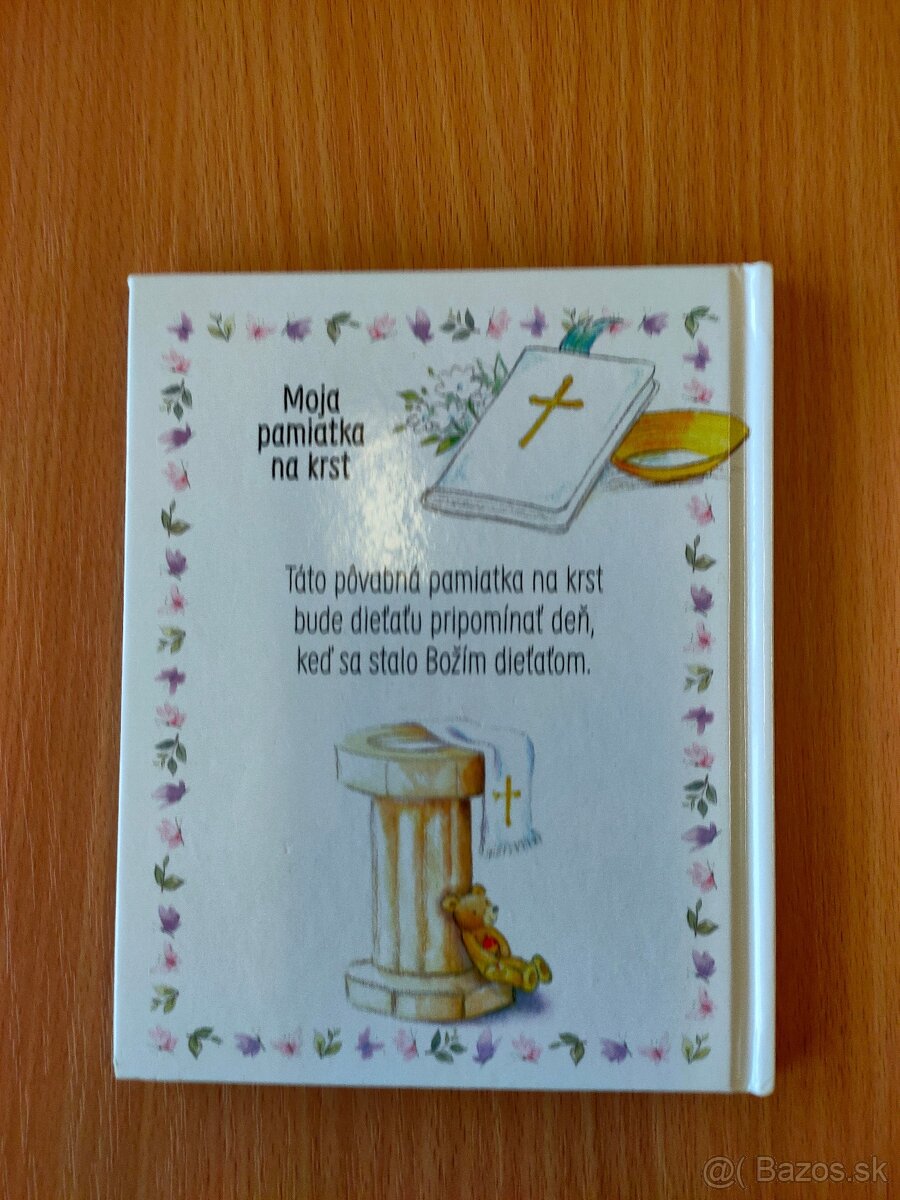 Moja
pamiatka
na krst
Táto pôvabná pamiatka na krst
bude dieťaťu pripomínať deň,
keď sa stalo Božím dieťaťom.
@( Bazos.sk